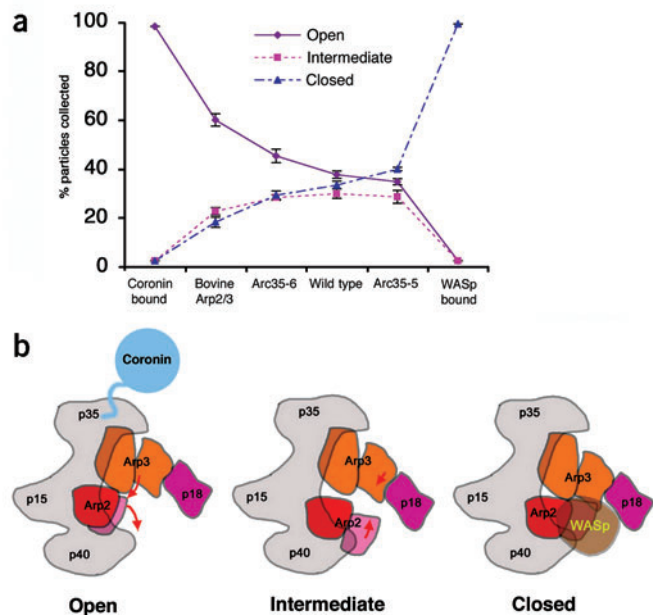 a
% particles collected
100
80
60
40
20
0
Open
Intermediate
Closed
Coronin bound
Bovine Arp2/3
Arc35-6
Wild type
Arc35-5
WASp bound
b
Coronin
p35
Arp3
p15
Arp2
p18
p40
Open
p35
Arp3
p15
Arp2
p18
p40
Intermediate
p35
Arp3
p15
Arp2
p18
WASp
p40
Closed